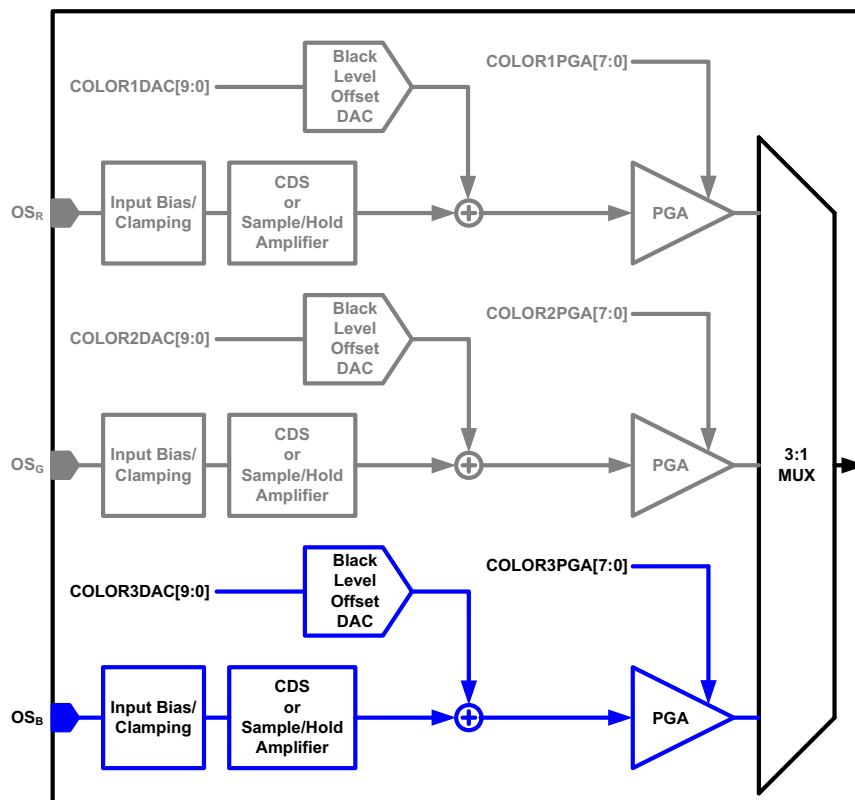 Black
Level
Offset
DAC
COLOR1DAC[9:0]
COLOR1PGA[7:0]
OSR
Input Bias/
Clamping
CDS
or
Sample/Hold
Amplifier
PGA
Black
Level
Offset
DAC
COLOR2DAC[9:0]
COLOR2PGA[7:0]
OSG
Input Bias/
Clamping
CDS
or
Sample/Hold
Amplifier
PGA
3:1
MUX
Black
Level
Offset
DAC
COLOR3DAC[9:0]
COLOR3PGA[7:0]
OSB
Input Bias/
Clamping
CDS
or
Sample/Hold
Amplifier
PGA